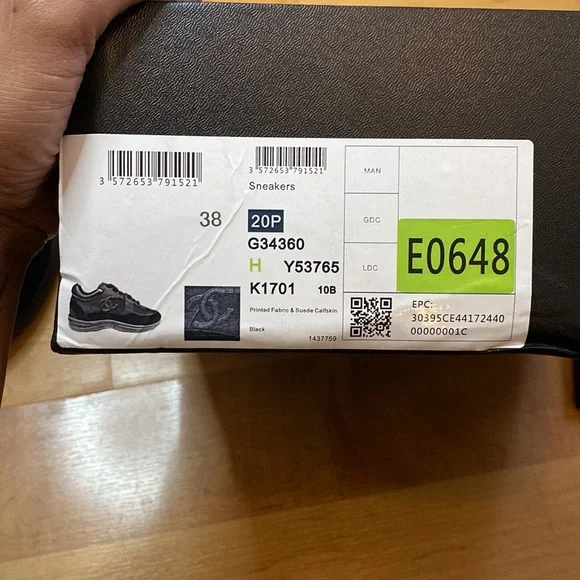 3 572653 791521
38
3 572653 791521
Sneakers
20P
G34360
H Y53765
K1701 10B
Printed Fabric & Suede Calfskin
Black
1437759
MAN
GDC
LDC
E0648
EPC:
30395CE44172440
00000001C